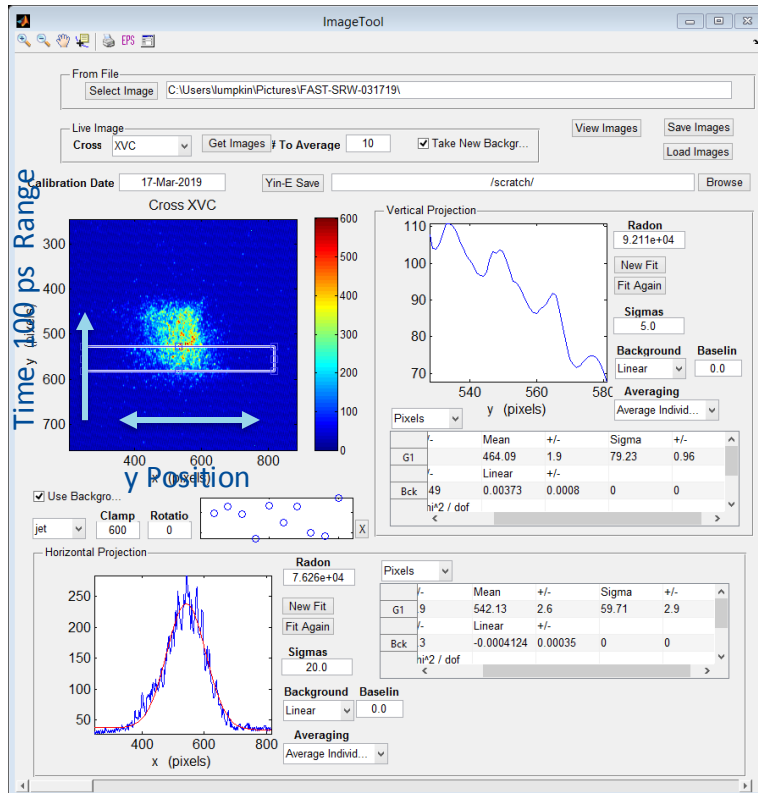 ImageTool
EPS
From File
Select Image C:\Users\lumpkin\Pictures\FAST-SRW-031719\
Live Image
Cross XVC Get Images # To Average 10 Take New Backgr...
View Images Save Images
Load Images
Calibration Date 17-Mar-2019 Yin-E Save /scratch/ Browse
Cross XVC
300
400
500
600
700
400 600 800
y (pixels)
x (pixels)
Time 100 ps Range
y Position
600
500
400
300
200
100
0
Vertical Projection
110
100
90
80
70
540 560 580
y (pixels)
Radon
9.211e+04
New Fit
Fit Again
Sigmas
5.0
Background Baselin
Linear 0.0
Averaging
Average Individ...
Pixels
/- Mean +/- Sigma +/-
G1 464.09 1.9 79.23 0.96
/- Linear +/-
Bck 49 0.00373 0.0008 0 0
hi^2 / dof
Use Backgro...
Clamp Rotatio
jet 600 0 X
Horizontal Projection
250
200
150
100
50
400 600 800
x (pixels)
Radon
7.626e+04
New Fit
Fit Again
Sigmas
20.0
Background Baselin
Linear 0.0
Averaging
Average Individ...
Pixels
/- Mean +/- Sigma +/-
G1 .9 542.13 2.6 59.71 2.9
/- Linear +/-
Bck .3 -0.0004124 0.00035 0 0
hi^2 / dof